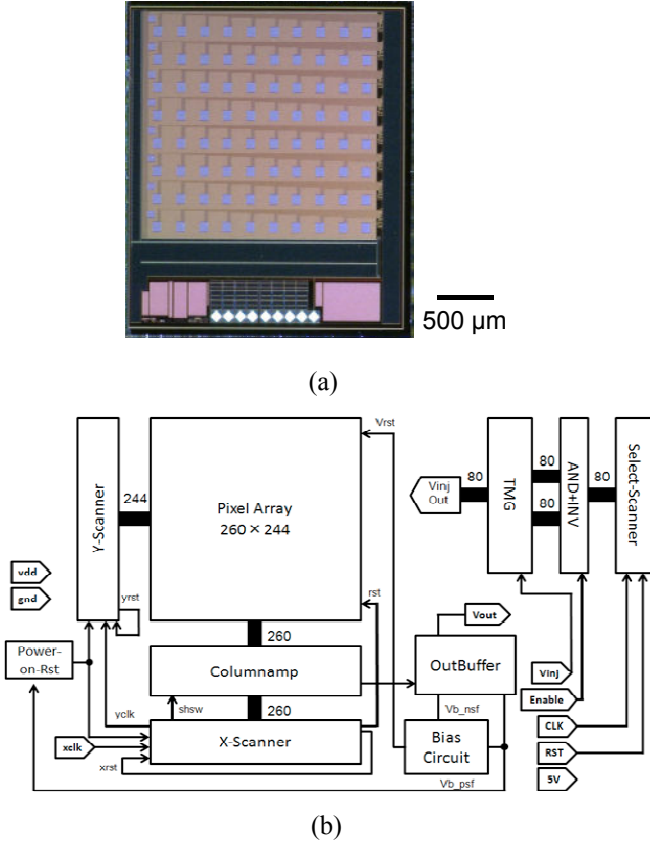 500 µm
(a)
Y-Scanner
244
Pixel Array
260 × 244
Vrst
rst
yrst
vdd
gnd
Power-
on-Rst
260
Columnamp
260
shsw
yclk
xclk
X-Scanner
xrst
Vout
OutBuffer
Vb_nsf
Bias
Circuit
Vb_psf
Vinj
Out
80
TMG
80
80
AND+INV
80
Select-Scanner
Vinj
Enable
CLK
RST
5V
(b)